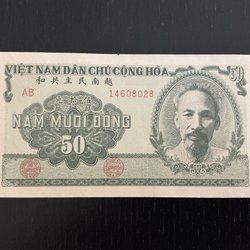 VIỆT NAM DÂN CHỦ CỘNG HÒA
50
和共主民南越
AB
14608028
NĂM MƯƠI ĐỒNG
50
50